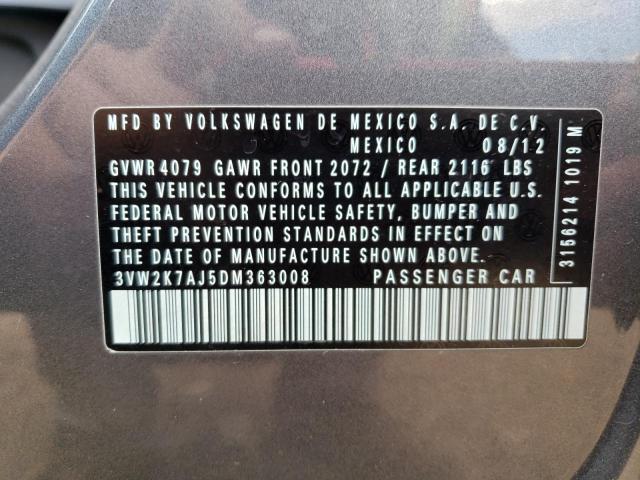 MFD BY VOLKSWAGEN DE MEXICO S.A. DE C.V.
MEXICO 08/12
GVWR 4079 GAWR FRONT 2072 / REAR 2116 LBS
THIS VEHICLE CONFORMS TO ALL APPLICABLE U.S.
FEDERAL MOTOR VEHICLE SAFETY, BUMPER AND
THEFT PREVENTION STANDARDS IN EFFECT ON
THE DATE OF MANUFACTURE SHOWN ABOVE.
3VW2K7AJ5DM363008 PASSENGER CAR
3156214 1019 M